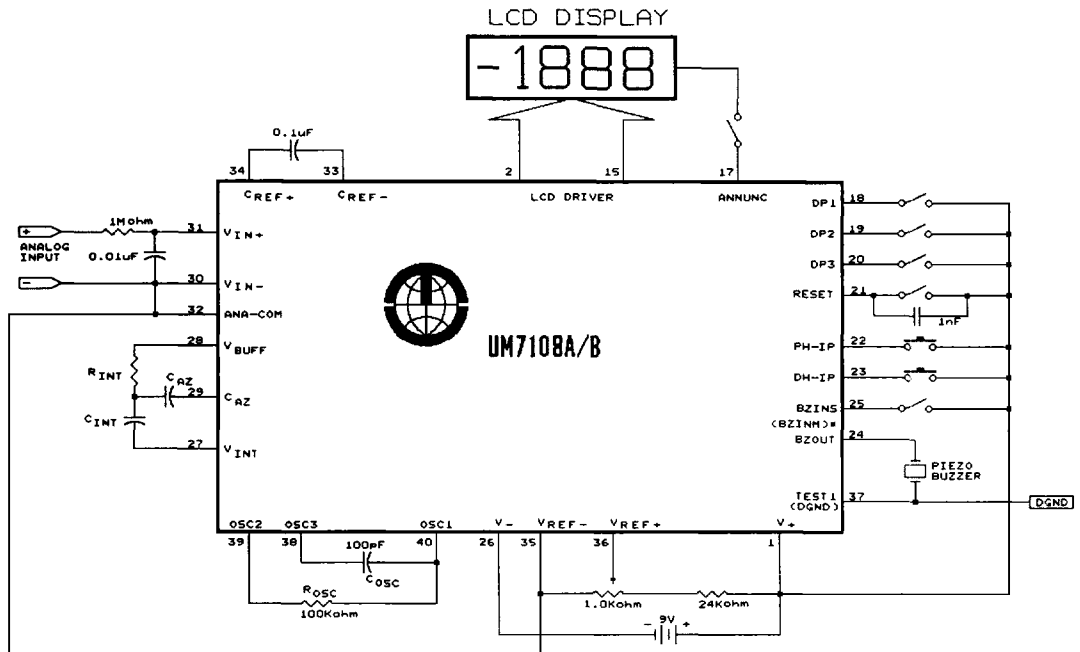 LCD DISPLAY
-1888
0.1uF
34
33
2
15
17
CREF+
CREF-
LCD DRIVER
ANNUNC
+
ANALOG
INPUT
-
1Mohm
0.01uF
31
VIN+
30
VIN-
32
ANA-COM
28
VBUFF
RINT
CAZ
29
CAZ
CINT
27
VINT
UM7108A/B
DP1
18
DP2
19
DP3
20
RESET
21
1nF
PH-IP
22
DH-IP
23
BZINS
25
(BZINM)*
BZOUT
24
PIEZO
BUZZER
TEST1
37
(DGND)
DGND
OSC2
OSC3
OSC1
V-
VREF-
VREF+
V+
39
38
40
26
35
36
1
100pF
COSC
ROSC
100Kohm
1.0Kohm
24Kohm
- 9V +